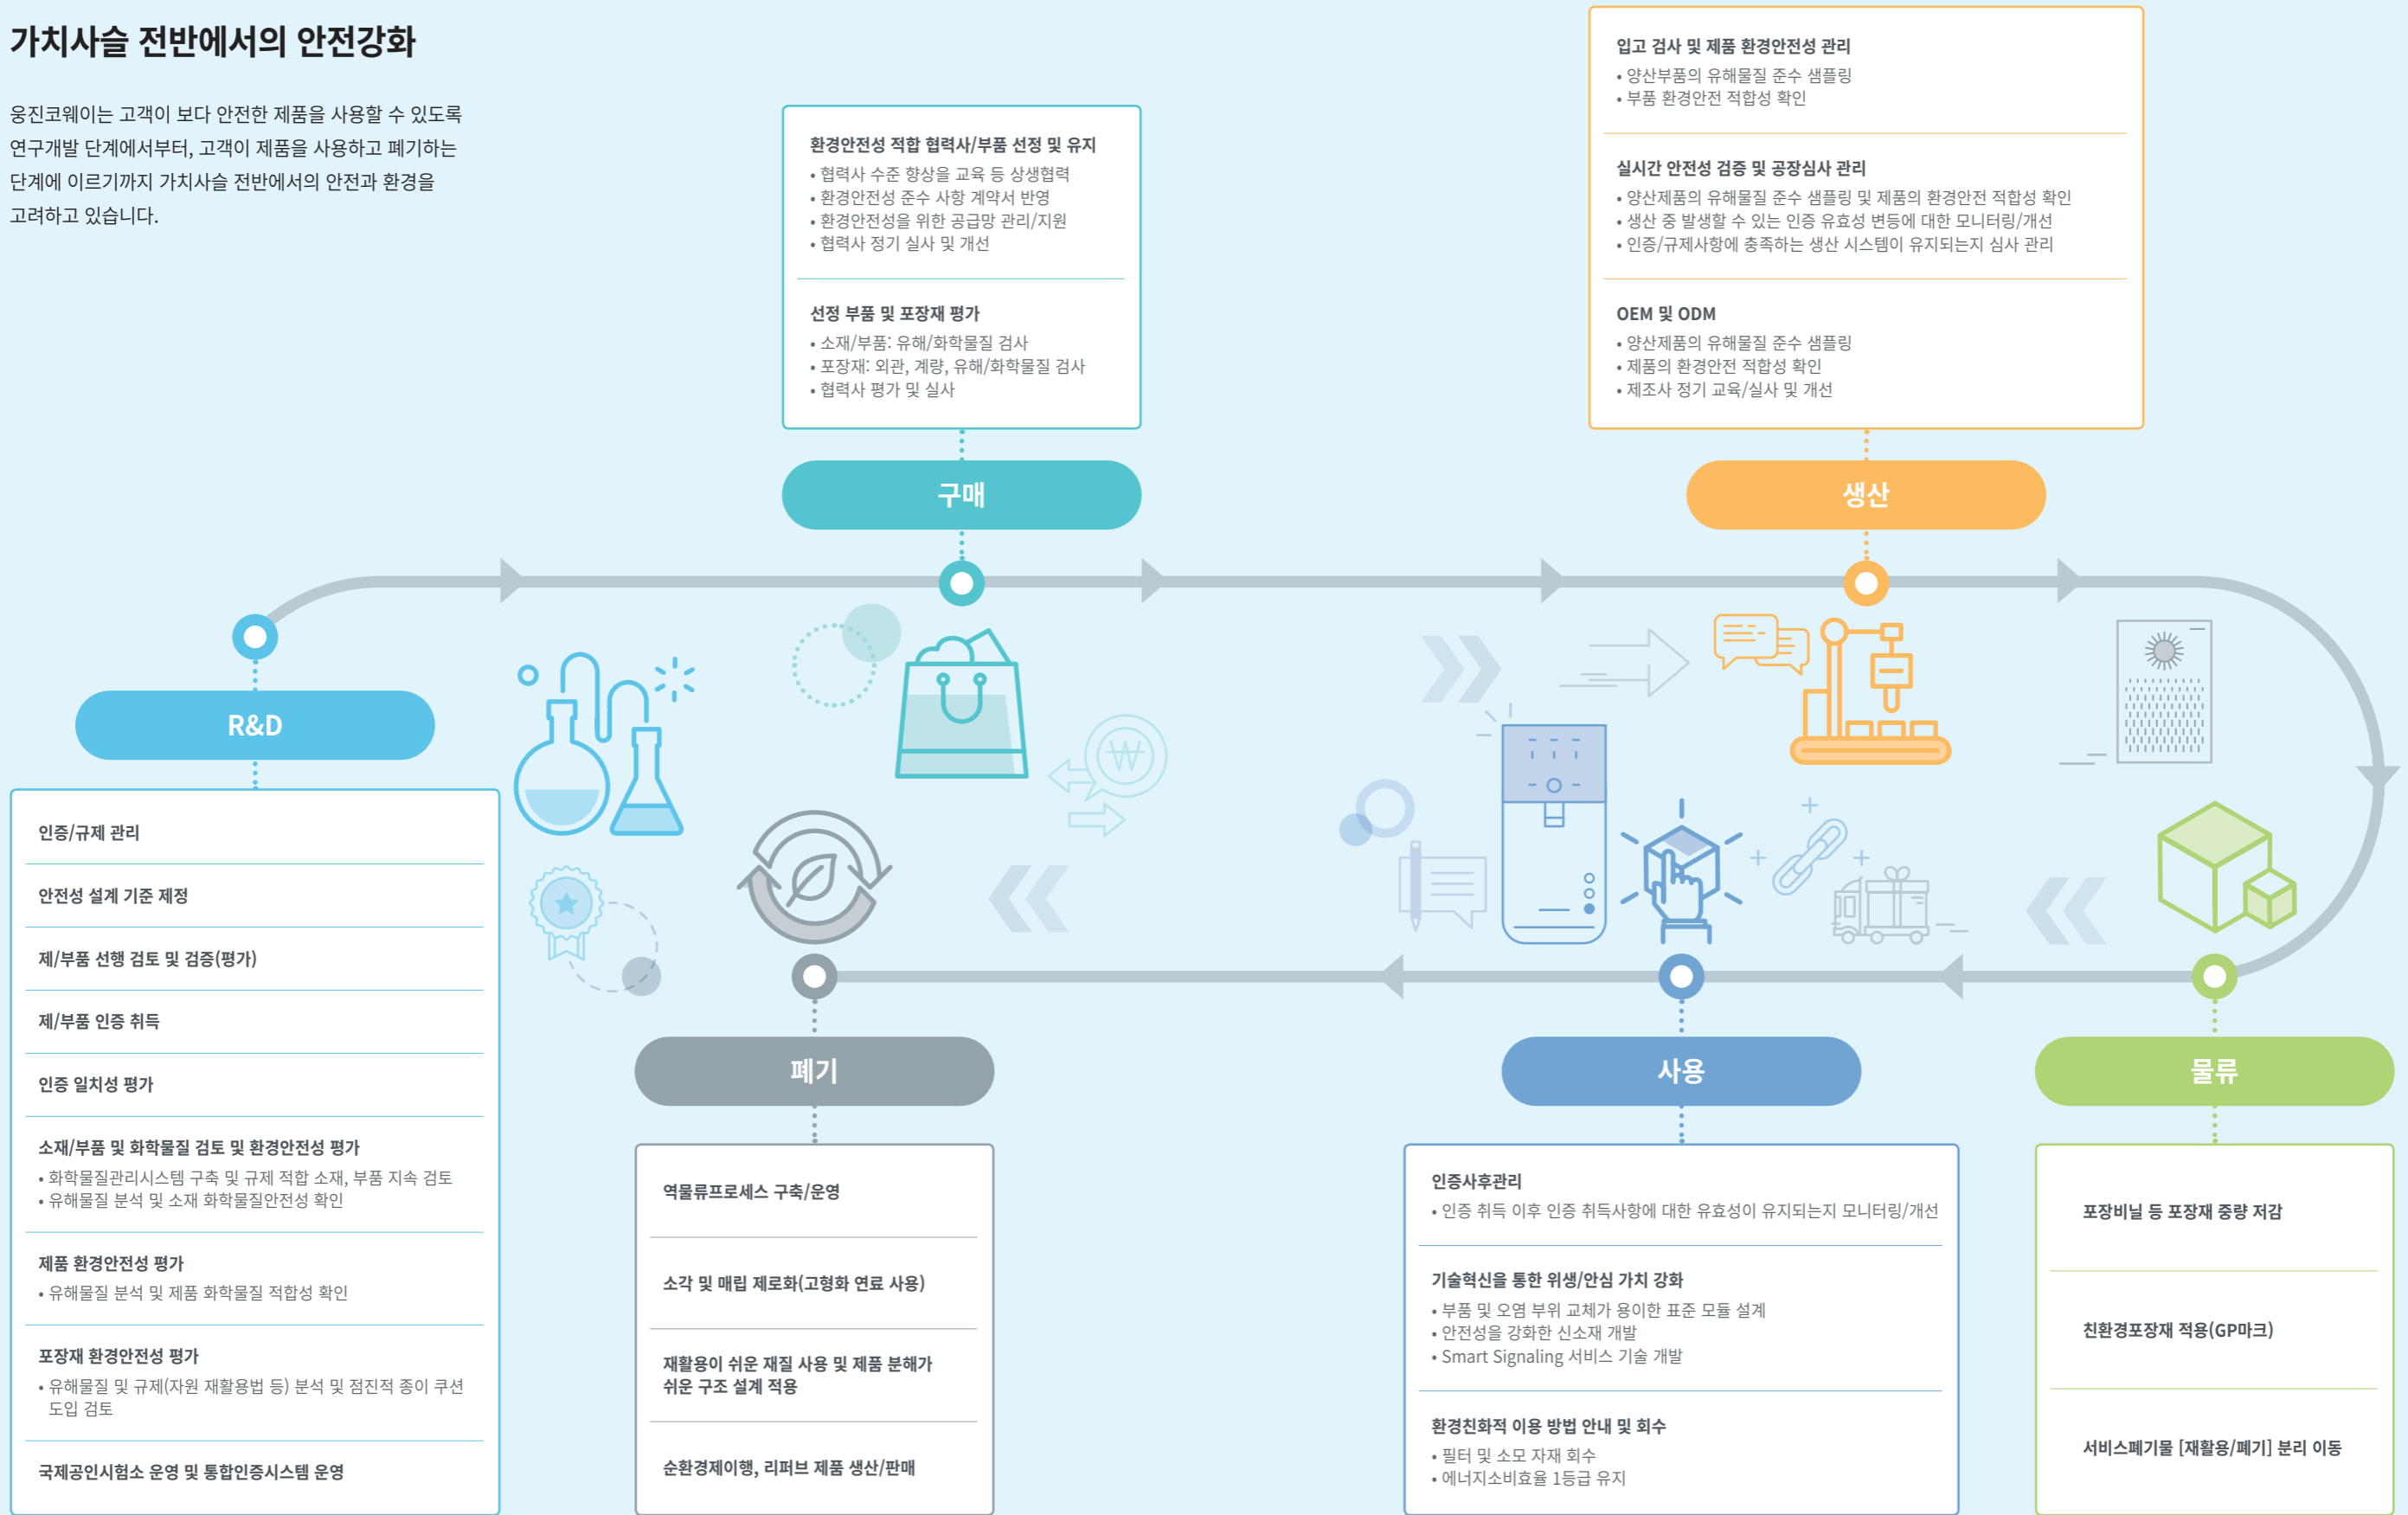 가치사슬 전반에서의 안전강화
웅진코웨이는 고객이 보다 안전한 제품을 사용할 수 있도록
연구개발 단계에서부터, 고객이 제품을 사용하고 폐기하는
단계에 이르기까지 가치사슬 전반에서의 안전과 환경을
고려하고 있습니다.
R&D
인증/규제 관리
안전성 설계 기준 제정
제/부품 선행 검토 및 검증(평가)
제/부품 인증 취득
인증 일치성 평가
소재/부품 및 화학물질 검토 및 환경안전성 평가
• 화학물질관리시스템 구축 및 규제 적합 소재, 부품 지속 검토
• 유해물질 분석 및 소재 화학물질안전성 확인
제품 환경안전성 평가
• 유해물질 분석 및 제품 화학물질 적합성 확인
포장재 환경안전성 평가
• 유해물질 및 규제(자원 재활용법 등) 분석 및 점진적 종이 쿠션
도입 검토
국제공인시험소 운영 및 통합인증시스템 운영
환경안전성 적합 협력사/부품 선정 및 유지
• 협력사 수준 향상을 교육 등 상생협력
• 환경안전성 준수 사항 계약서 반영
• 환경안전성을 위한 공급망 관리/지원
• 협력사 정기 실사 및 개선
선정 부품 및 포장재 평가
• 소재/부품: 유해/화학물질 검사
• 포장재: 외관, 계량, 유해/화학물질 검사
• 협력사 평가 및 실사
구매
입고 검사 및 제품 환경안전성 관리
• 양산부품의 유해물질 준수 샘플링
• 부품 환경안전 적합성 확인
실시간 안전성 검증 및 공장심사 관리
• 양산제품의 유해물질 준수 샘플링 및 제품의 환경안전 적합성 확인
• 생산 중 발생할 수 있는 인증 유효성 변등에 대한 모니터링/개선
• 인증/규제사항에 충족하는 생산 시스템이 유지되는지 심사 관리
OEM 및 ODM
• 양산제품의 유해물질 준수 샘플링
• 제품의 환경안전 적합성 확인
• 제조사 정기 교육/실사 및 개선
생산
₩
물류
포장비닐 등 포장재 중량 저감
친환경포장재 적용(GP마크)
서비스폐기물 [재활용/폐기] 분리 이동
사용
인증사후관리
• 인증 취득 이후 인증 취득사항에 대한 유효성이 유지되는지 모니터링/개선
기술혁신을 통한 위생/안심 가치 강화
• 부품 및 오염 부위 교체가 용이한 표준 모듈 설계
• 안전성을 강화한 신소재 개발
• Smart Signaling 서비스 기술 개발
환경친화적 이용 방법 안내 및 회수
• 필터 및 소모 자재 회수
• 에너지소비효율 1등급 유지
폐기
역물류프로세스 구축/운영
소각 및 매립 제로화(고형화 연료 사용)
재활용이 쉬운 재질 사용 및 제품 분해가
쉬운 구조 설계 적용
순환경제이행, 리퍼브 제품 생산/판매